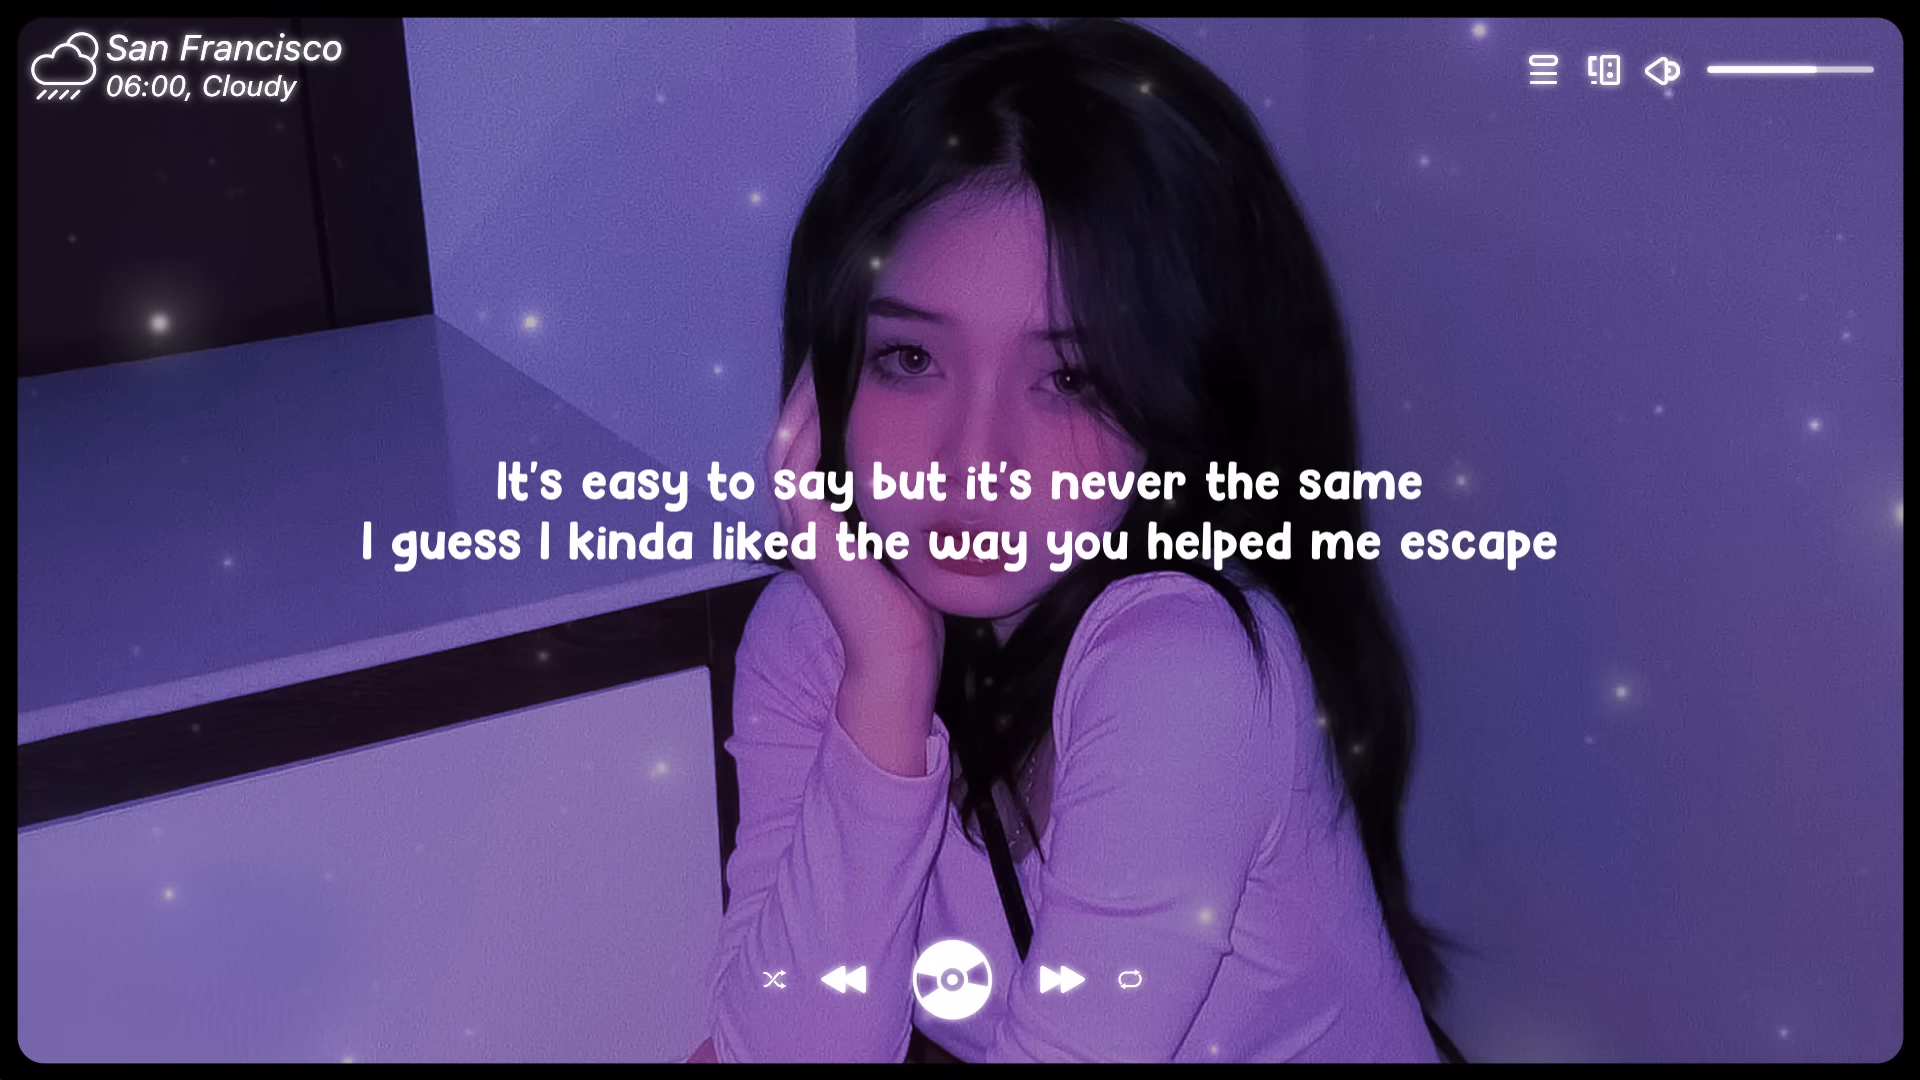 San Francisco
06:00, Cloudy
It's easy to say but it's never the same
I guess I kinda liked the way you helped me escape